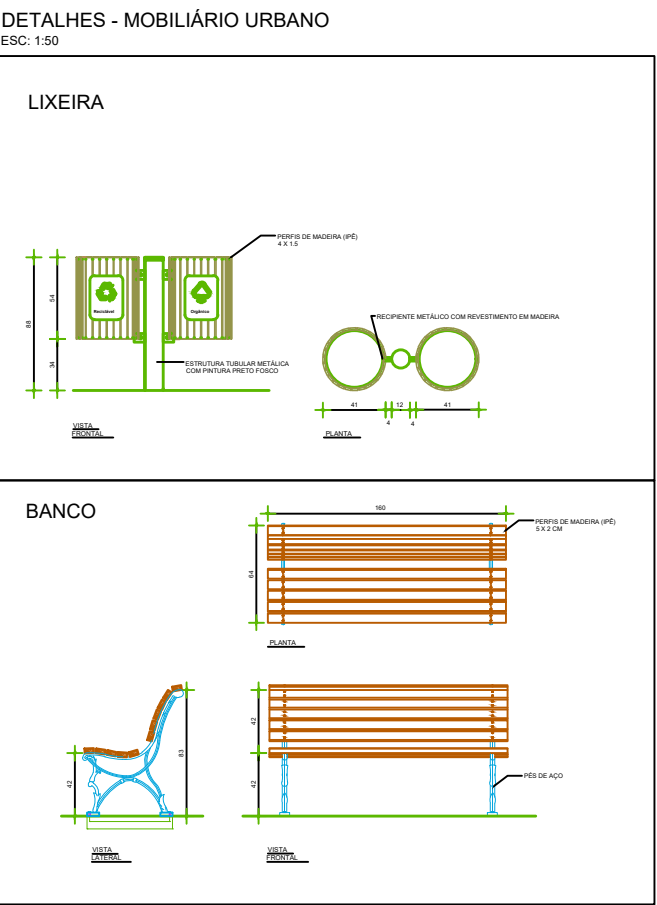 DETALHES - MOBILIÁRIO URBANO
ESC: 1:50
LIXEIRA
PERFIS DE MADEIRA (IPÊ)
4 X 1.5
88
54
34
Reciclável
Orgânico
ESTRUTURA TUBULAR METÁLICA
COM PINTURA PRETO FOSCO
VISTA
FRONTAL
RECIPIENTE METÁLICO COM REVESTIMENTO EM MADEIRA
41
12
41
4
4
PLANTA
BANCO
160
PERFIS DE MADEIRA (IPÊ)
5 X 2 CM
64
PLANTA
42
83
VISTA
LATERAL
42
42
PÉS DE AÇO
VISTA
FRONTAL